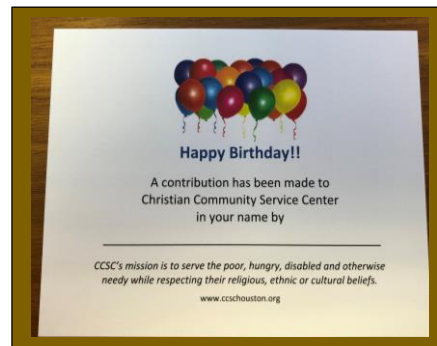 Happy Birthday!!
A contribution has been made to
Christian Community Service Center
in your name by
CCSC's mission is to serve the poor, hungry, disabled and otherwise
needy while respecting their religious, ethnic or cultural beliefs.
www.ccschouston.org